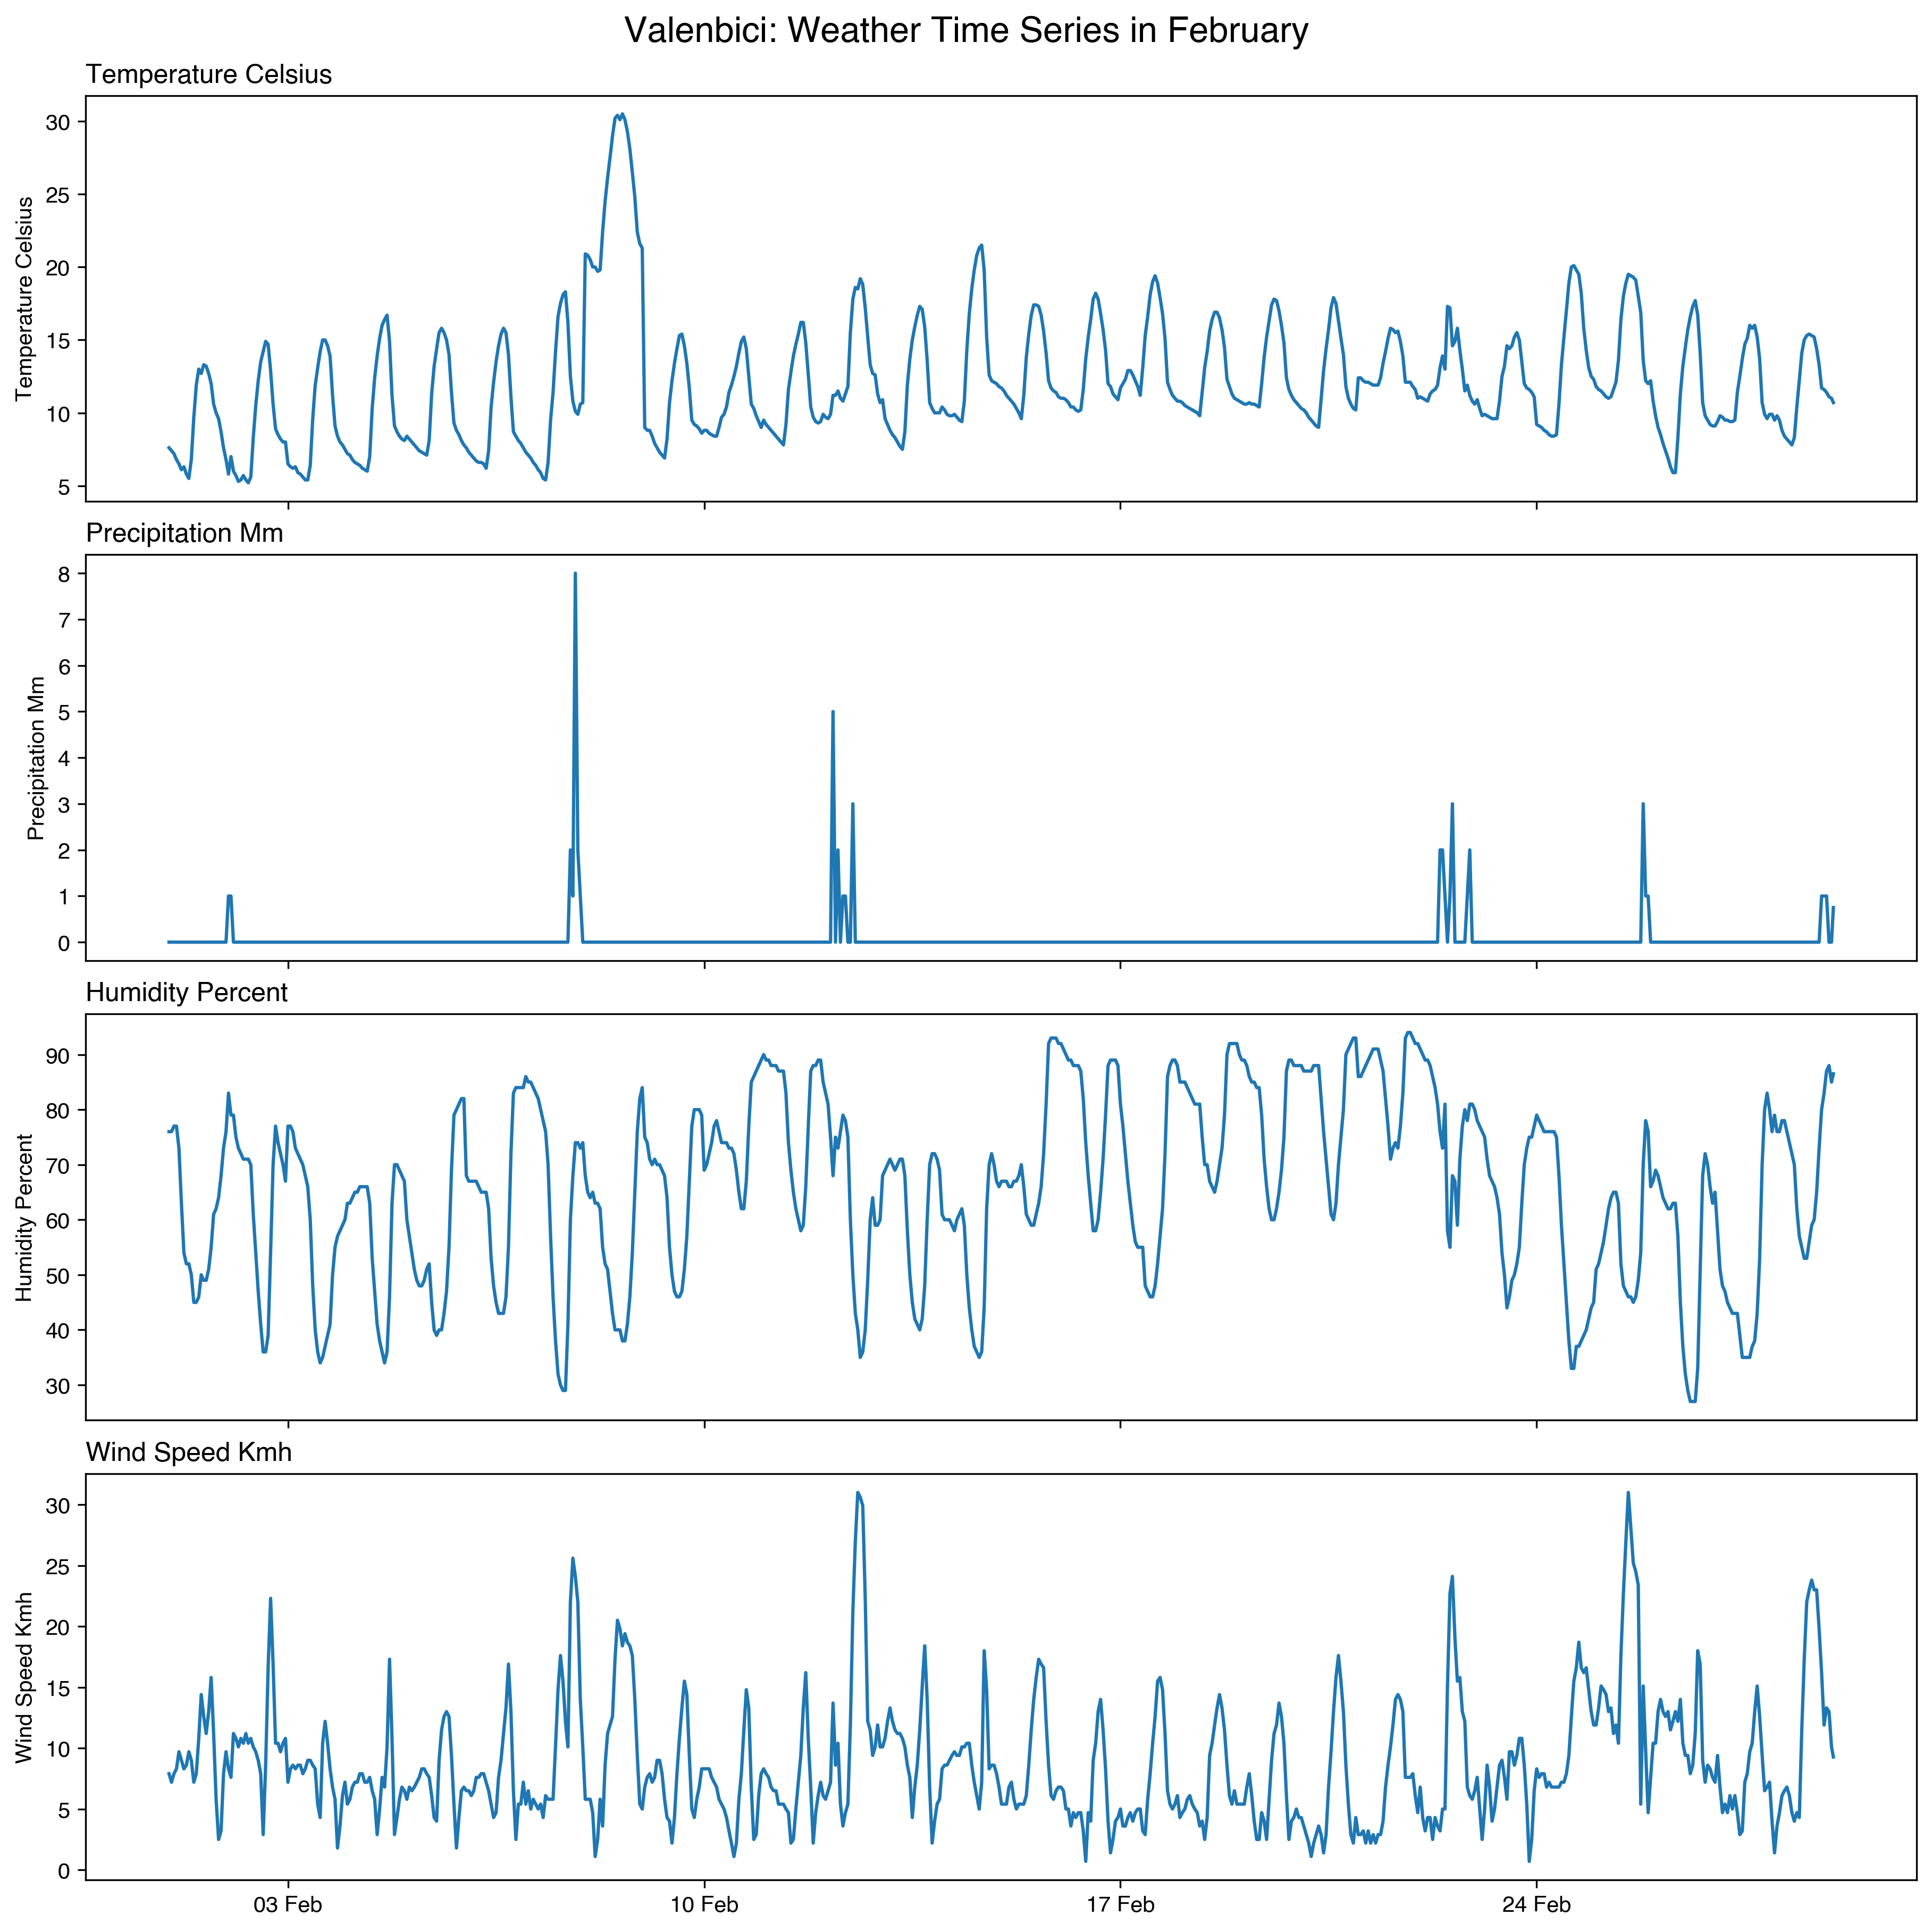 Valenbici: Weather Time Series in February
Temperature Celsius
Temperature Celsius
30
25
20
15
10
5
Precipitation Mm
Precipitation Mm
8
7
6
5
4
3
2
1
0
Humidity Percent
Humidity Percent
90
80
70
60
50
40
30
Wind Speed Kmh
Wind Speed Kmh
30
25
20
15
10
5
0
03 Feb
10 Feb
17 Feb
24 Feb